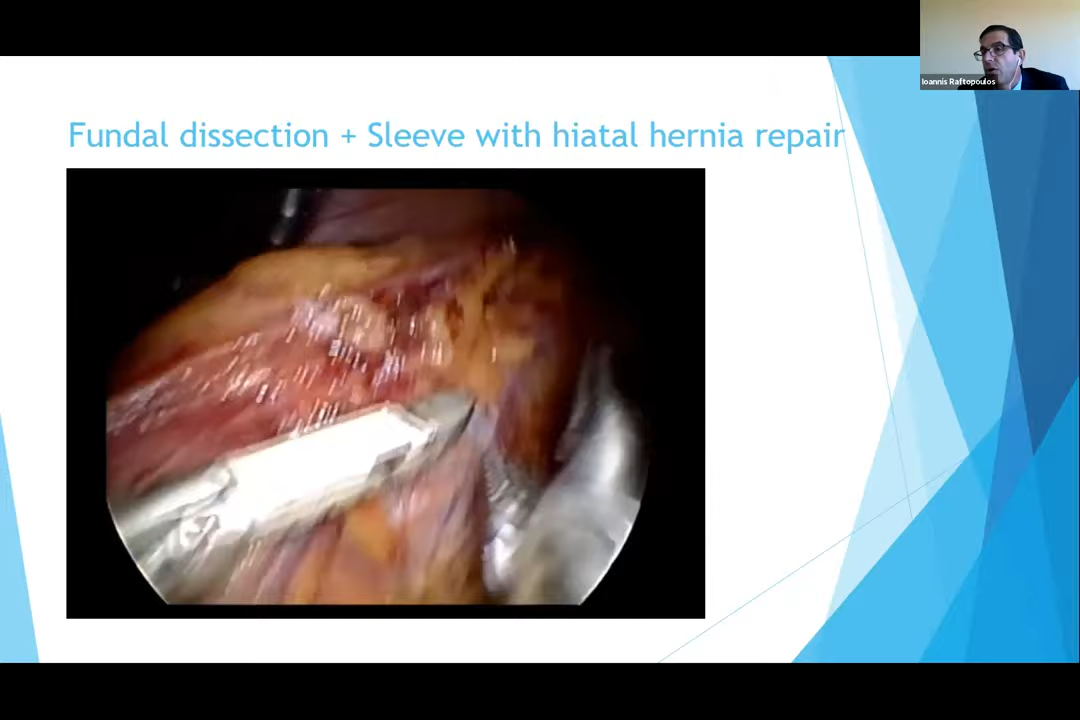 Ioannis Raftopoulos
Fundal dissection + Sleeve with hiatal hernia repair